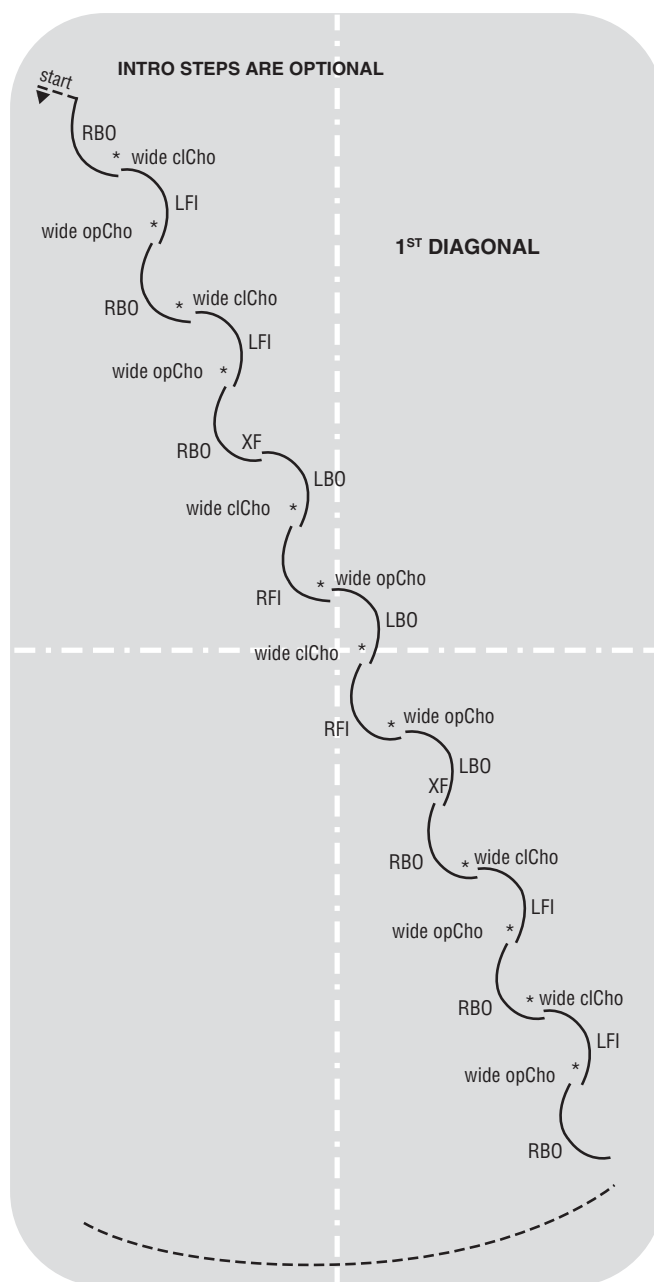 INTRO STEPS ARE OPTIONAL
start
RBO
* wide clCho
LFI
wide opCho *
1ST DIAGONAL
RBO
* wide clCho
LFI
wide opCho *
RBO
XF
LBO
wide clCho *
RFI
* wide opCho
LBO
wide clCho *
RFI
* wide opCho
LBO
XF
RBO
* wide clCho
LFI
wide opCho *
RBO
* wide clCho
LFI
wide opCho *
RBO